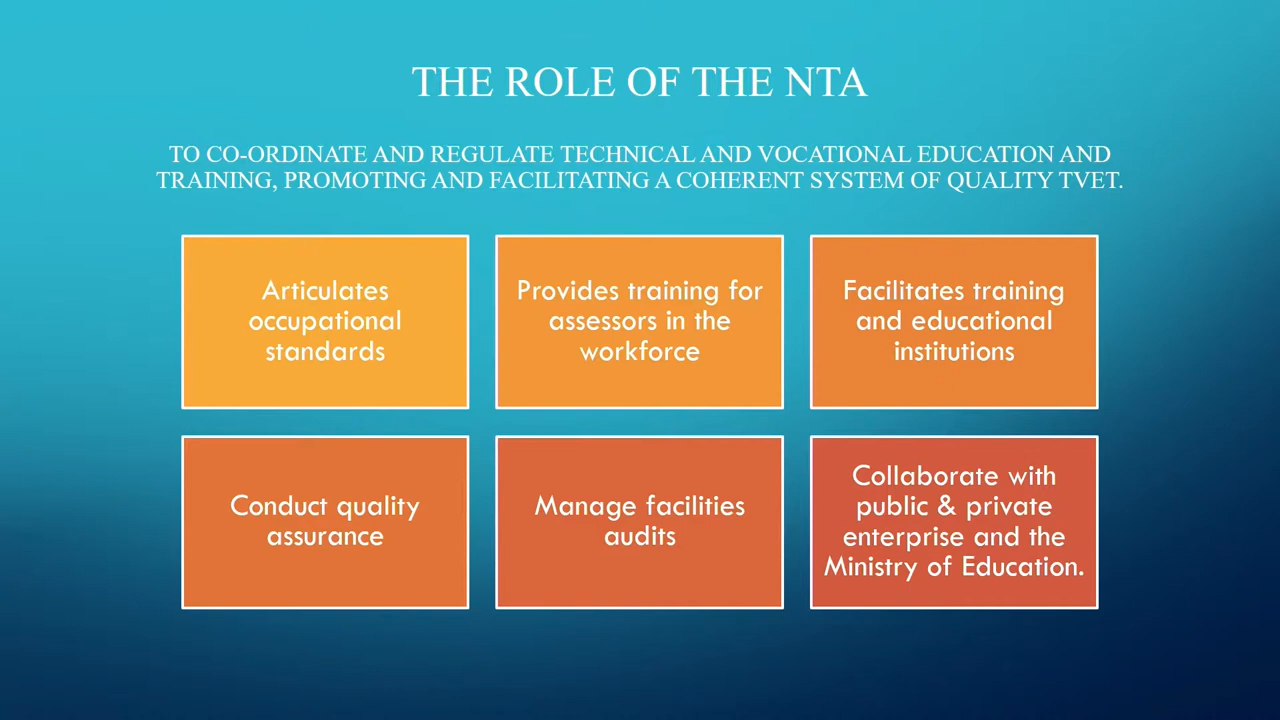 THE ROLE OF THE NTA
TO CO-ORDINATE AND REGULATE TECHNICAL AND VOCATIONAL EDUCATION AND
TRAINING, PROMOTING AND FACILITATING A COHERENT SYSTEM OF QUALITY TVET.
Articulates
occupational
standards
Provides training for
assessors in the
workforce
Facilitates training
and educational
institutions
Conduct quality
assurance
Manage facilities
audits
Collaborate with
public & private
enterprise and the
Ministry of Education.